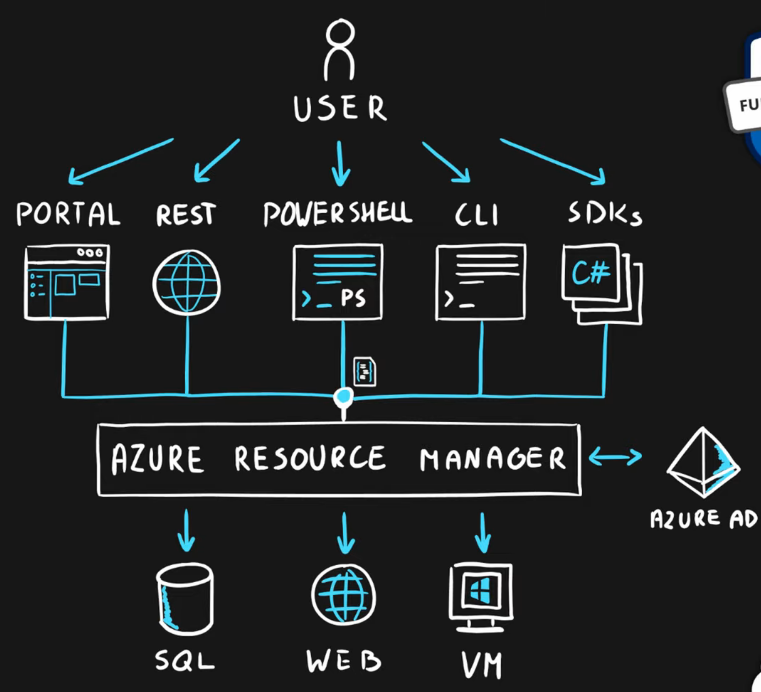 USER
PORTAL REST POWERSHELL CLI SDKs
C#
>_ PS >_
AZURE RESOURCE MANAGER
AZURE AD
SQL WEB VM